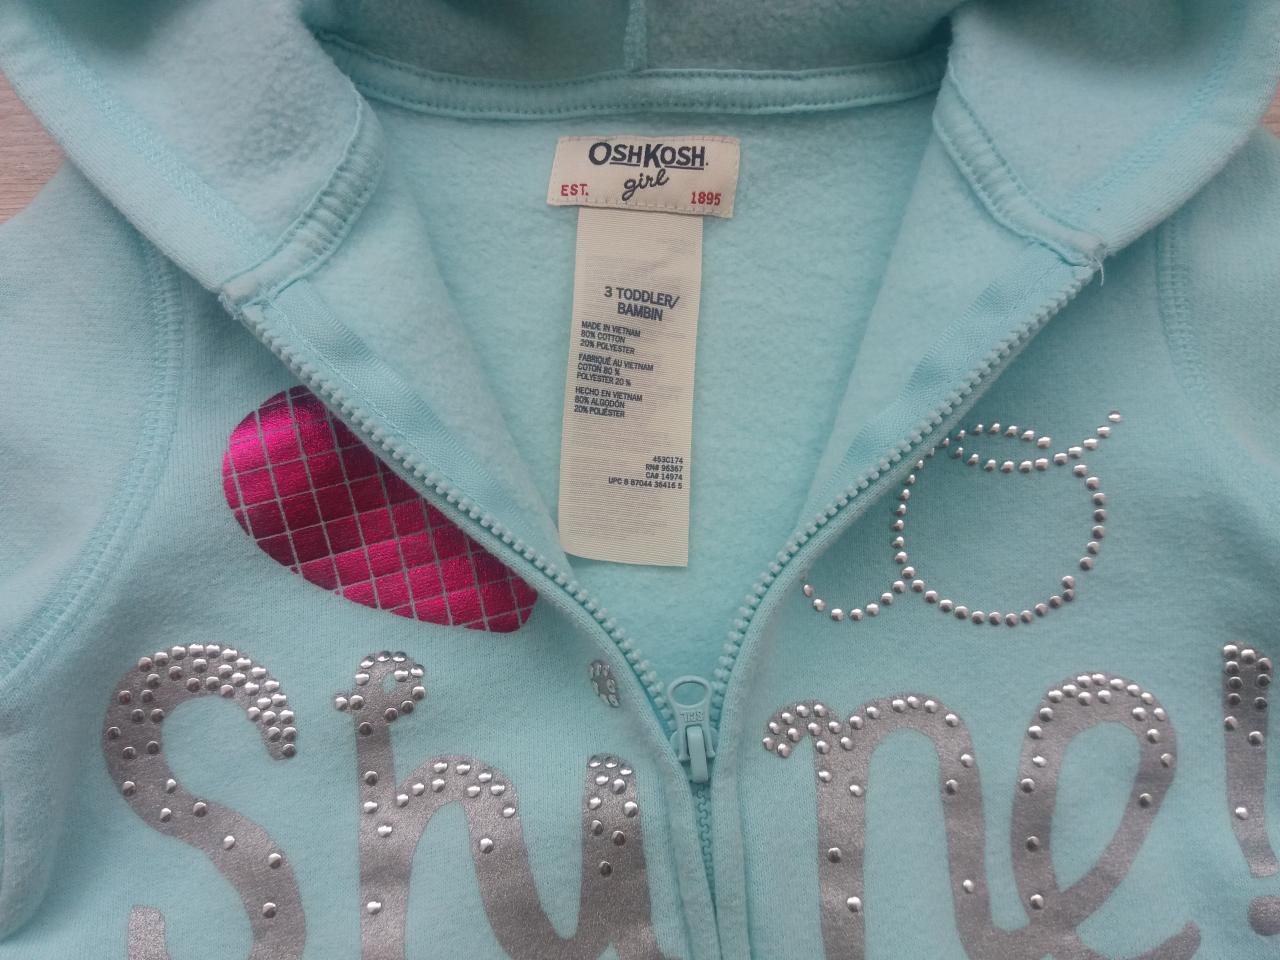 OSHKOSH.
girl
EST. 1895
3 TODDLER/
BAMBIN
MADE IN VIETNAM
80% COTTON
20% POLYESTER
FABRIQUÉ AU VIETNAM
COTON 80 %
POLYESTER 20 %
HECHO EN VIETNAM
80% ALGODÓN
20% POLIÉSTER
453C174
RN# 96367
CA# 14974
UPC 8 87044 36416 5
Shine!